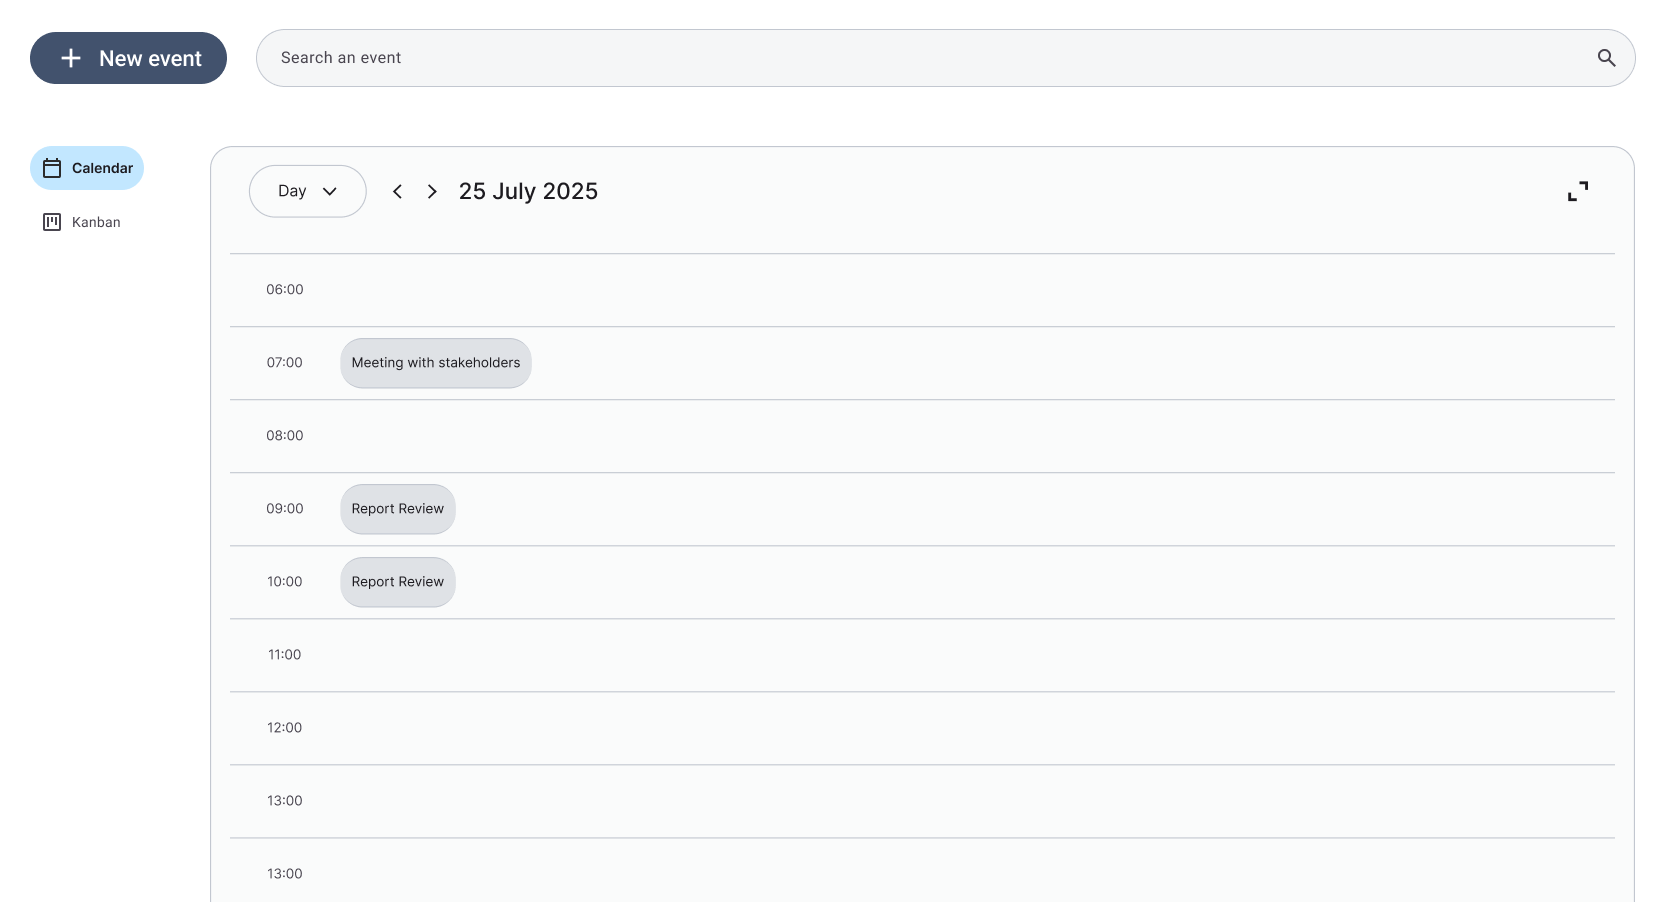 New event
Search an event
Calendar
Kanban
Day
25 July 2025
06:00
07:00 Meeting with stakeholders
08:00
09:00 Report Review
10:00 Report Review
11:00
12:00
13:00
13:00